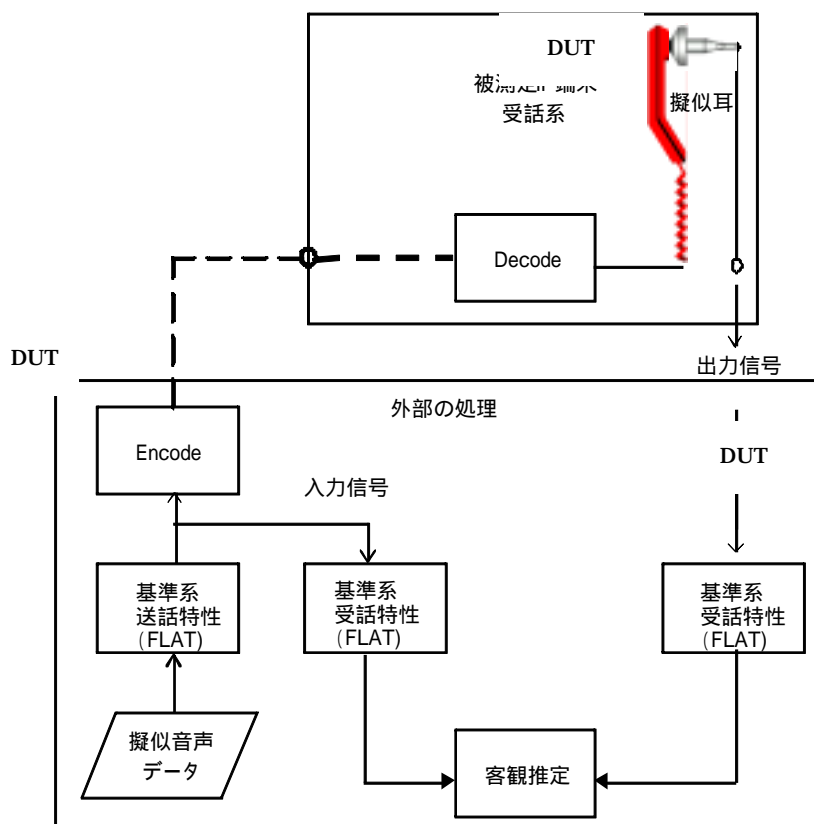 DUT
受話系
擬似耳
Decode
DUT
出力信号
外部の処理
Encode
DUT
入力信号
基準系
送話特性
(FLAT)
基準系
受話特性
(FLAT)
基準系
受話特性
(FLAT)
擬似音声
データ
客観推定